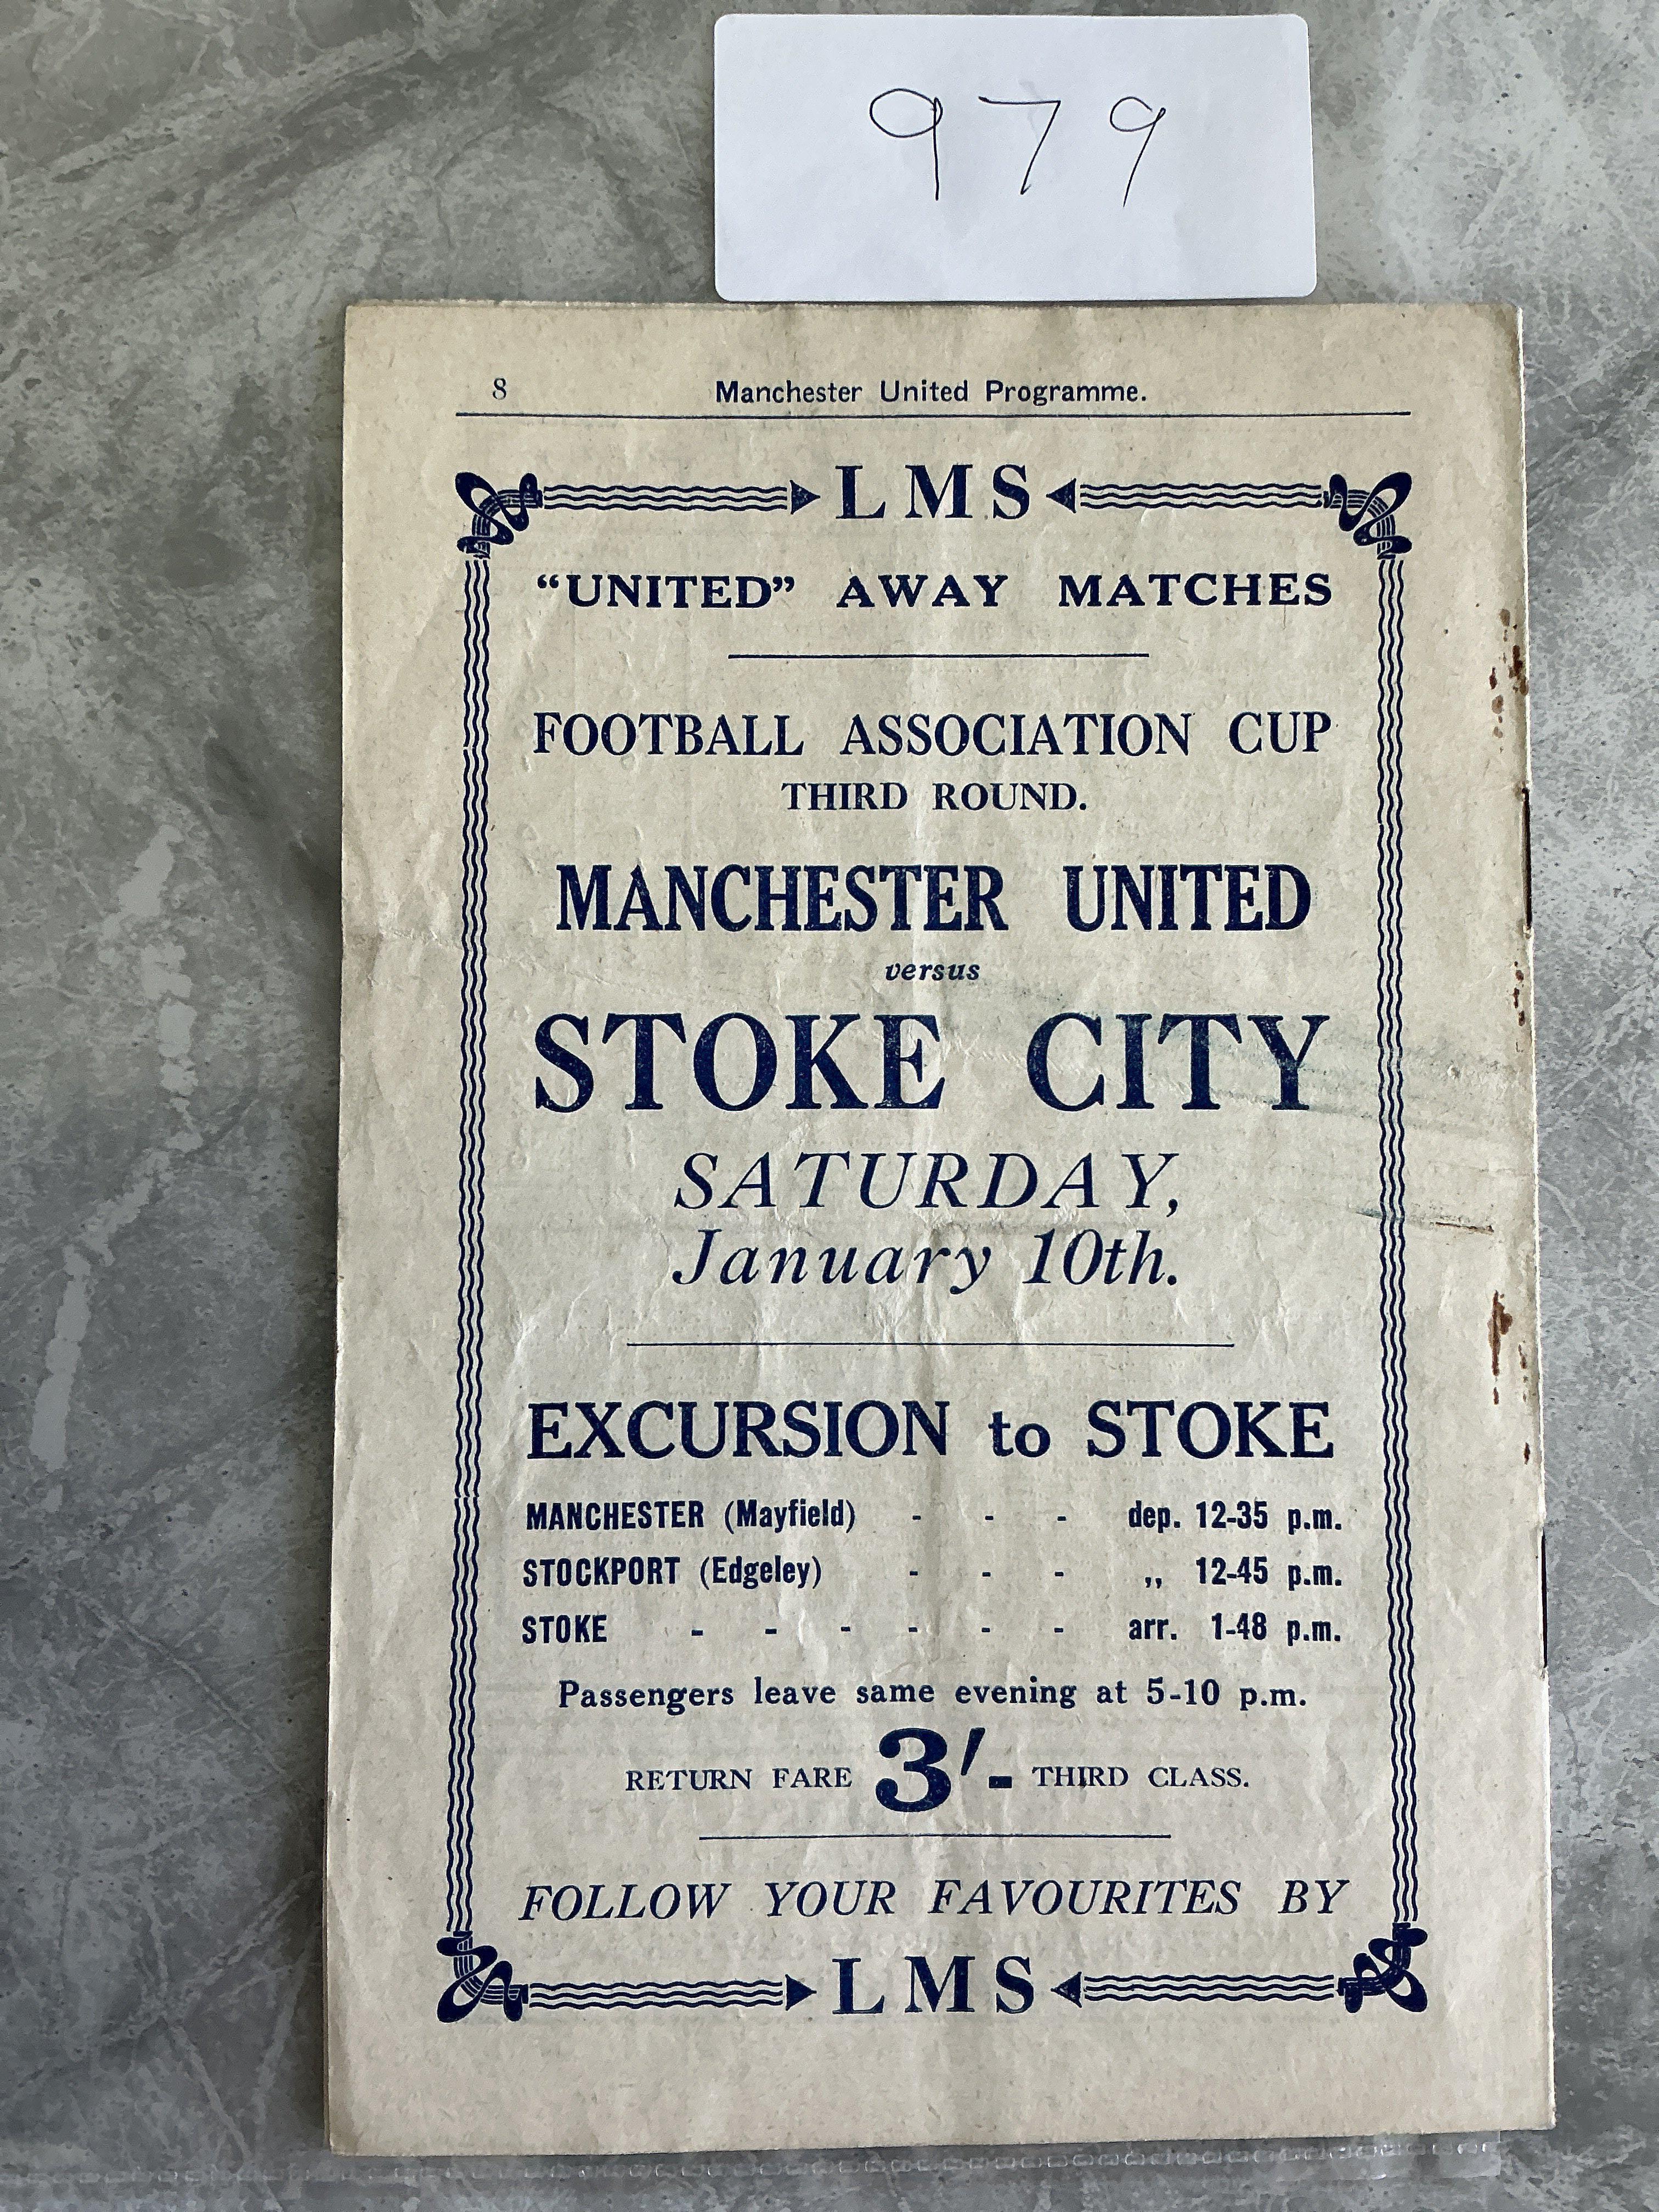 979
8 Manchester United Programme.
LMS
"UNITED" AWAY MATCHES
FOOTBALL ASSOCIATION CUP
THIRD ROUND.
MANCHESTER UNITED
versus
STOKE CITY
SATURDAY,
January 10th.
EXCURSION to STOKE
MANCHESTER (Mayfield) - - - dep. 12-35 p.m.
STOCKPORT (Edgeley) - - - ,, 12-45 p.m.
STOKE - - - - - - arr. 1-48 p.m.
Passengers leave same evening at 5-10 p.m.
RETURN FARE 3/- THIRD CLASS.
FOLLOW YOUR FAVOURITES BY
LMS